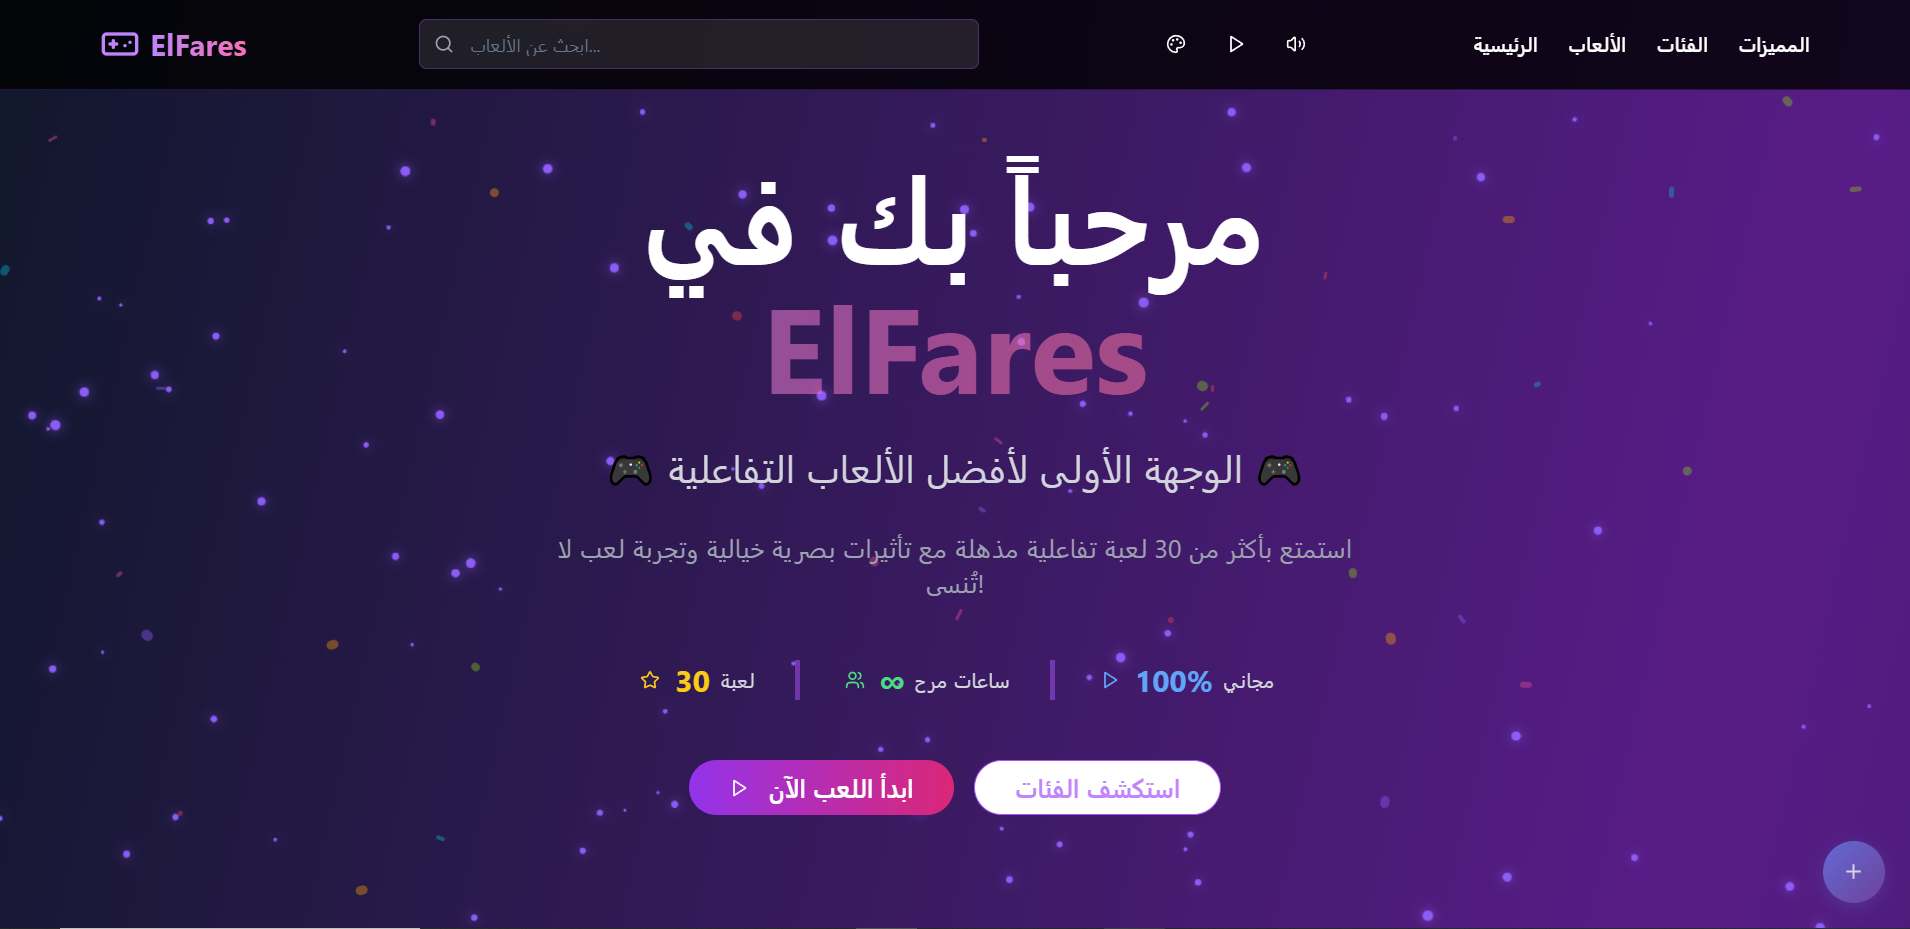 ElFares
ابحث عن الألعاب...
الرئيسية
الألعاب
الفئات
المميزات
مرحباً بك في
ElFares
🎮 الوجهة الأولى لأفضل الألعاب التفاعلية 🎮
استمتع بأكثر من 30 لعبة تفاعلية مذهلة مع تأثيرات بصرية خيالية وتجربة لعب لا
تُنسى!
30 لعبة
∞ ساعات مرح
100% مجاني
ابدأ اللعب الآن
استكشف الفئات